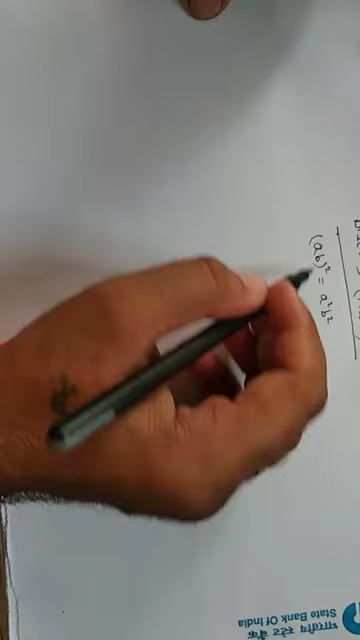 (ab)² = a²b²
भारतीय स्टेट बैंक
State Bank Of India